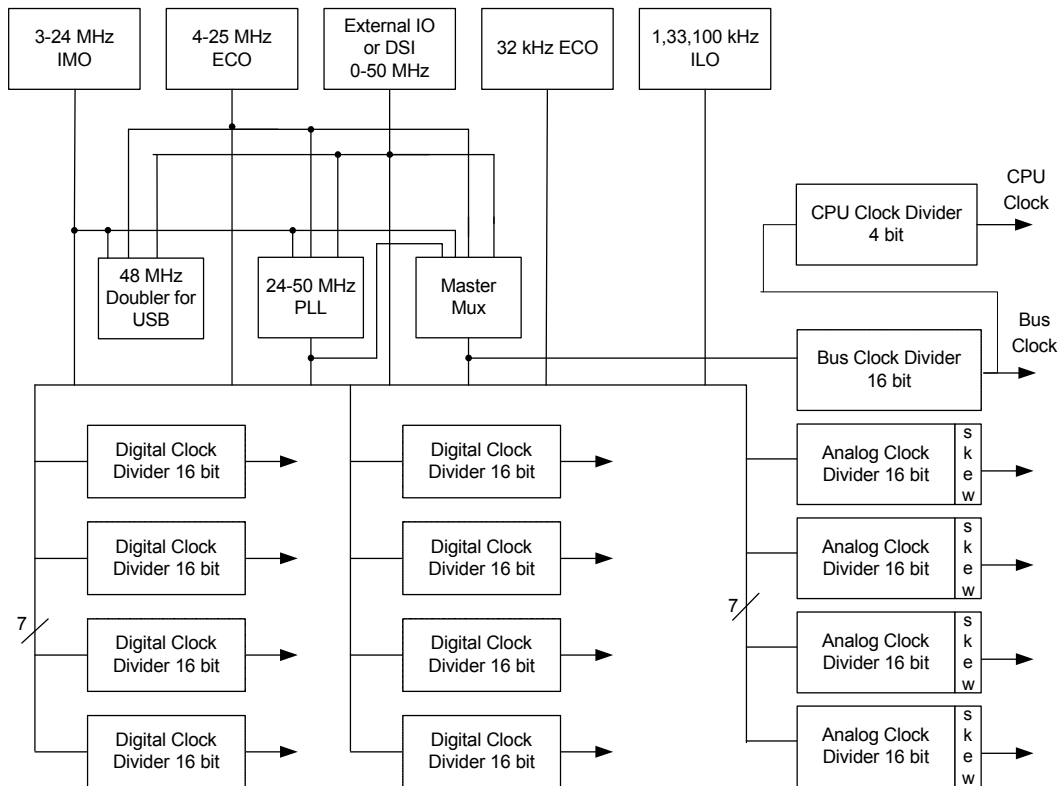 3-24 MHz
IMO
4-25 MHz
ECO
External IO
or DSI
0-50 MHz
32 kHz ECO
1,33,100 kHz
ILO
CPU
Clock
CPU Clock Divider
4 bit
48 MHz
Doubler for
USB
24-50 MHz
PLL
Master
Mux
Bus
Clock
Bus Clock Divider
16 bit
Digital Clock
Divider 16 bit
Digital Clock
Divider 16 bit
Analog Clock
Divider 16 bit
s
k
e
w
Digital Clock
Divider 16 bit
Digital Clock
Divider 16 bit
Analog Clock
Divider 16 bit
s
k
e
w
7
7
Digital Clock
Divider 16 bit
Digital Clock
Divider 16 bit
Analog Clock
Divider 16 bit
s
k
e
w
Digital Clock
Divider 16 bit
Digital Clock
Divider 16 bit
Analog Clock
Divider 16 bit
s
k
e
w